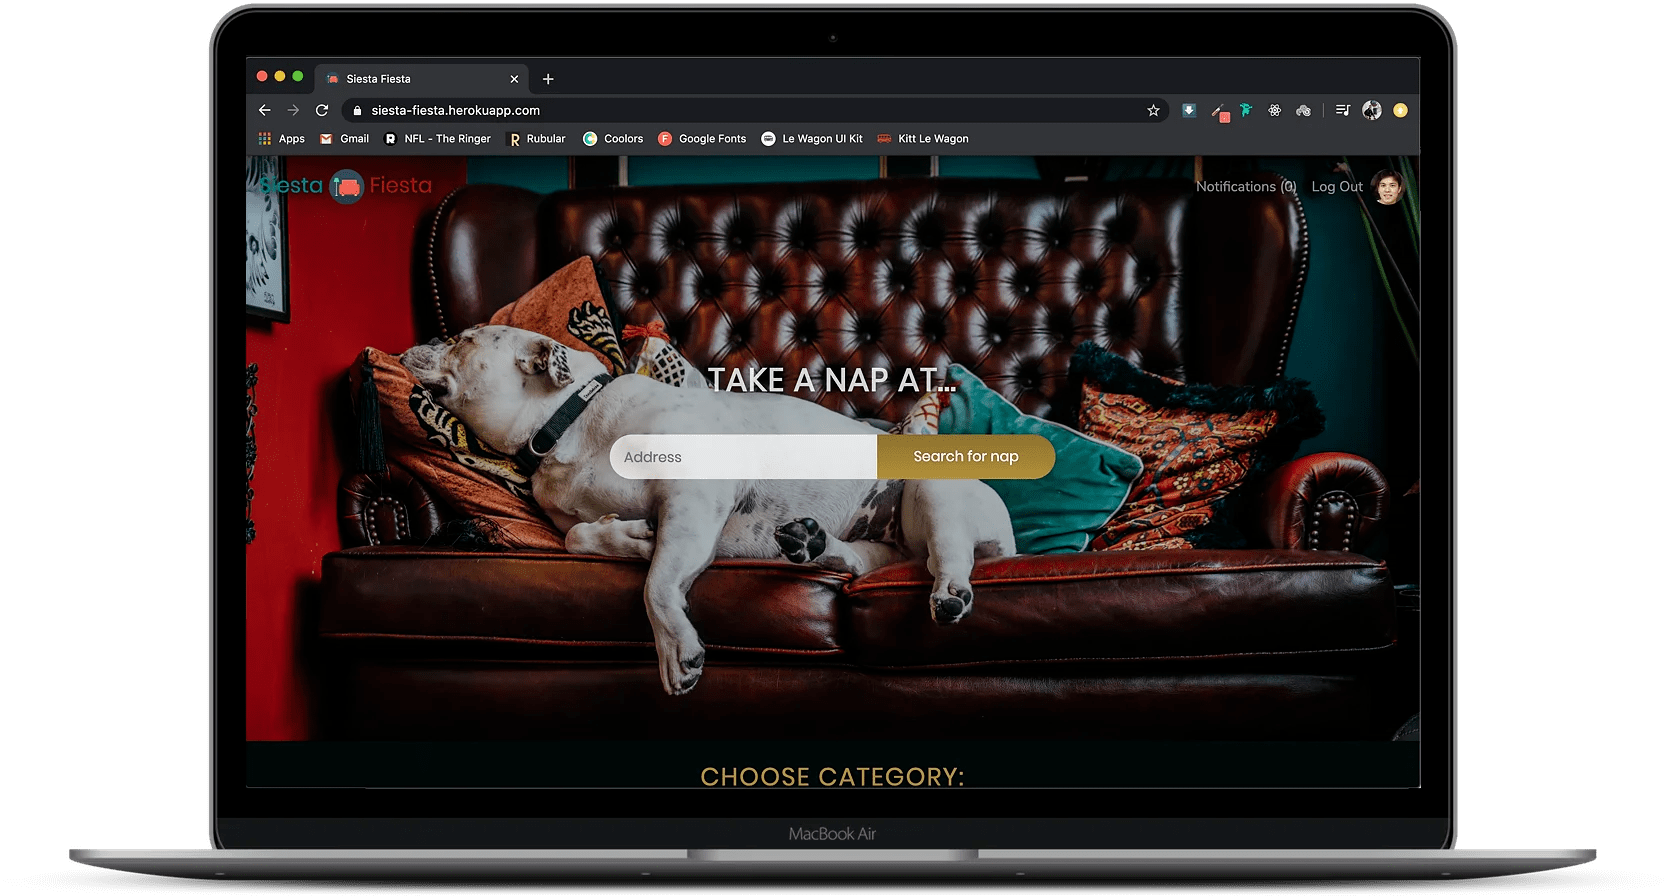 Siesta Fiesta
siesta-fiesta.herokuapp.com
Apps Gmail NFL - The Ringer Rubular Coolors Google Fonts Le Wagon UI Kit Kitt Le Wagon
Siesta Fiesta Notifications (0) Log Out
TAKE A NAP AT...
Address Search for nap
CHOOSE CATEGORY:
MacBook Air